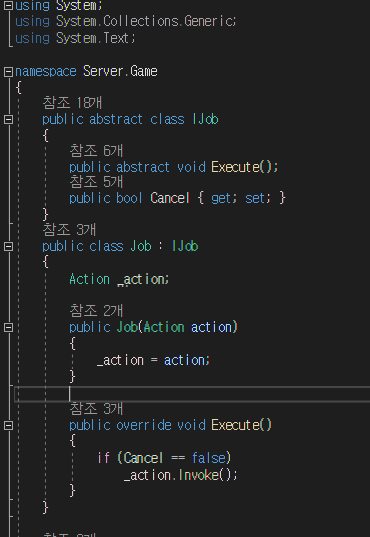 using System;
using System.Collections.Generic;
using System.Text;
namespace Server.Game
{
참조 18개
public abstract class IJob
{
참조 6개
public abstract void Execute();
참조 5개
public bool Cancel { get; set; }
}
참조 3개
public class Job : IJob
{
Action _action;
참조 2개
public Job(Action action)
{
_action = action;
}
참조 3개
public override void Execute()
{
if (Cancel == false)
_action.Invoke();
}
}